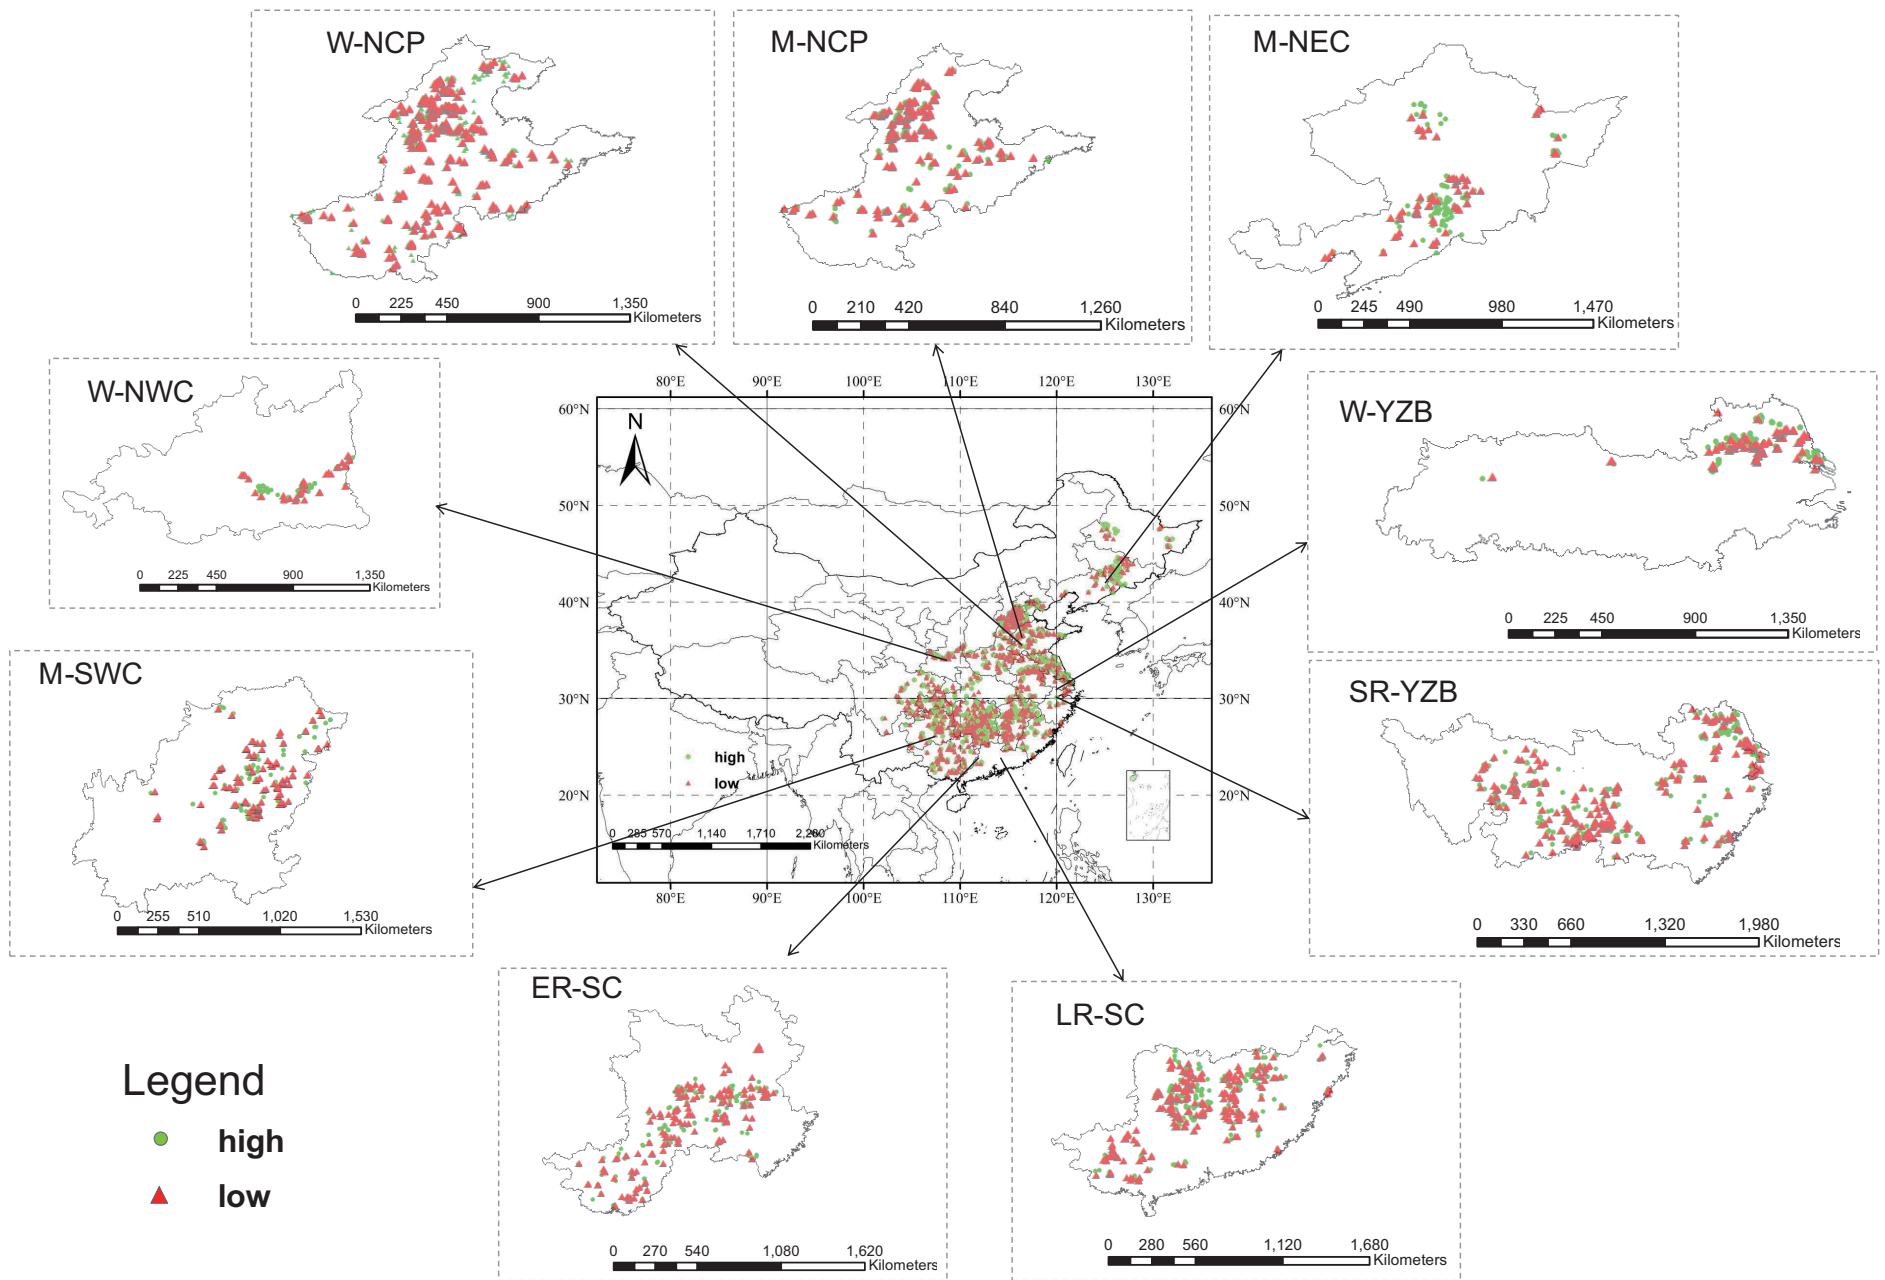 W-NCP
0 225 450 900 1,350
Kilometers
M-NCP
0 210 420 840 1,260
Kilometers
M-NEC
0 245 490 980 1,470
Kilometers
W-NWC
0 225 450 900 1,350
Kilometers
80°E 90°E 100°E 110°E 120°E 130°E
60°N 60°N
N
50°N 50°N
40°N 40°N
30°N 30°N
20°N 20°N
high
low
0 285 570 1,140 1,710 2,280
Kilometers
80°E 90°E 100°E 110°E 120°E 130°E
W-YZB
0 225 450 900 1,350
Kilometers
M-SWC
0 255 510 1,020 1,530
Kilometers
SR-YZB
0 330 660 1,320 1,980
Kilometers
ER-SC
0 270 540 1,080 1,620
Kilometers
LR-SC
0 280 560 1,120 1,680
Kilometers
Legend
high
low